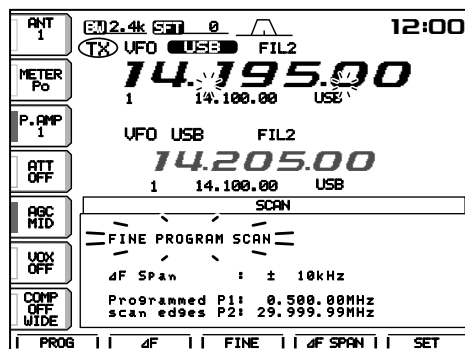 ANT
1
BW 2.4k SFT 0
12:00
TX VFO USB FIL2
METER
Po
14.195.00
1 14.100.00 USB
P.AMP
1
VFO USB FIL2
ATT
OFF
14.205.00
1 14.100.00 USB
AGC
MID
SCAN
FINE PROGRAM SCAN
VOX
OFF
⊿F Span : ± 10kHz
COMP
OFF
WIDE
Programmed P1: 0.500.00MHz
scan edges P2: 29.999.99MHz
PROG ⊿F FINE ⊿F SPAN SET